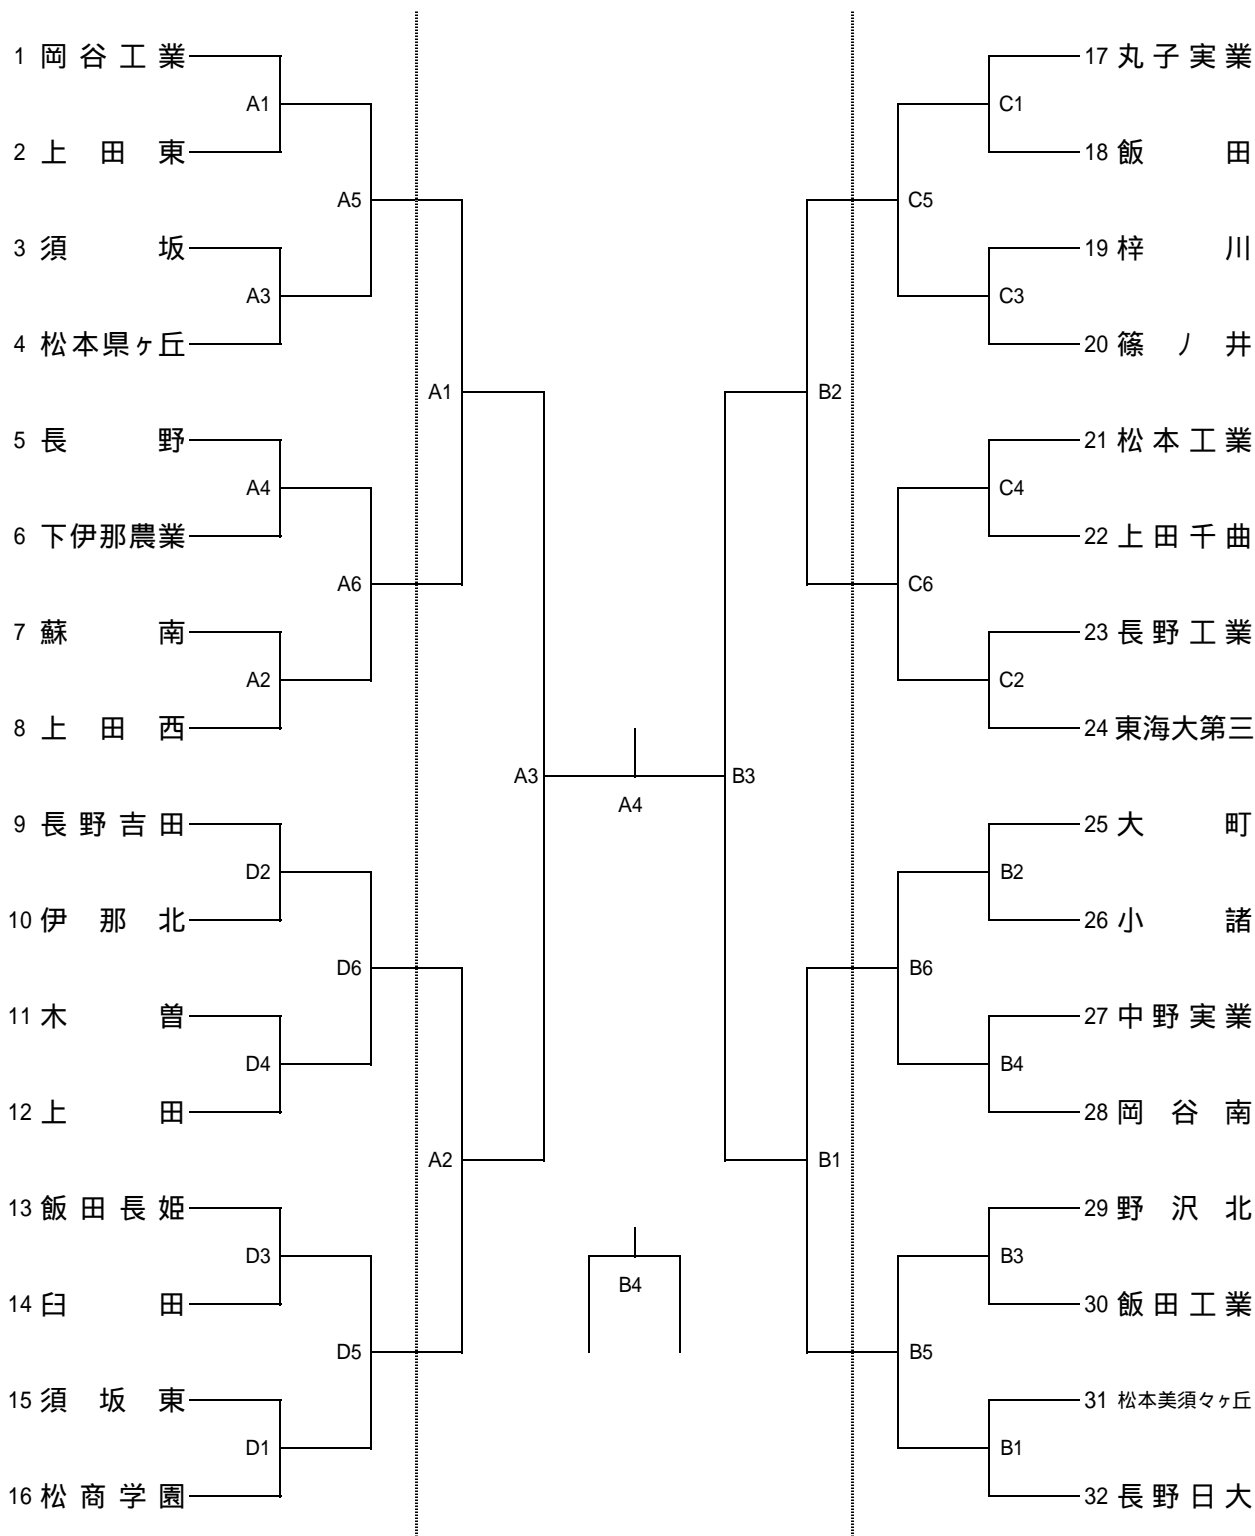 1 岡谷工業
A1
2 上田東
A5
3 須坂
A3
4 松本県ヶ丘
A1
5 長野
A4
6 下伊那農業
A6
7 蘇南
A2
8 上田西
A3
9 長野吉田
D2
10 伊那北
D6
11 木曽
D4
12 上田
A2
13 飯田長姫
D3
14 臼田
D5
15 須坂東
D1
16 松商学園
A4
B4
17 丸子実業
C1
18 飯田
C5
19 梓川
C3
20 篠ノ井
B2
21 松本工業
C4
22 上田千曲
C6
23 長野工業
C2
24 東海大第三
B3
25 大町
B2
26 小諸
B6
27 中野実業
B4
28 岡谷南
B1
29 野沢北
B3
30 飯田工業
B5
31 松本美須々ヶ丘
B1
32 長野日大